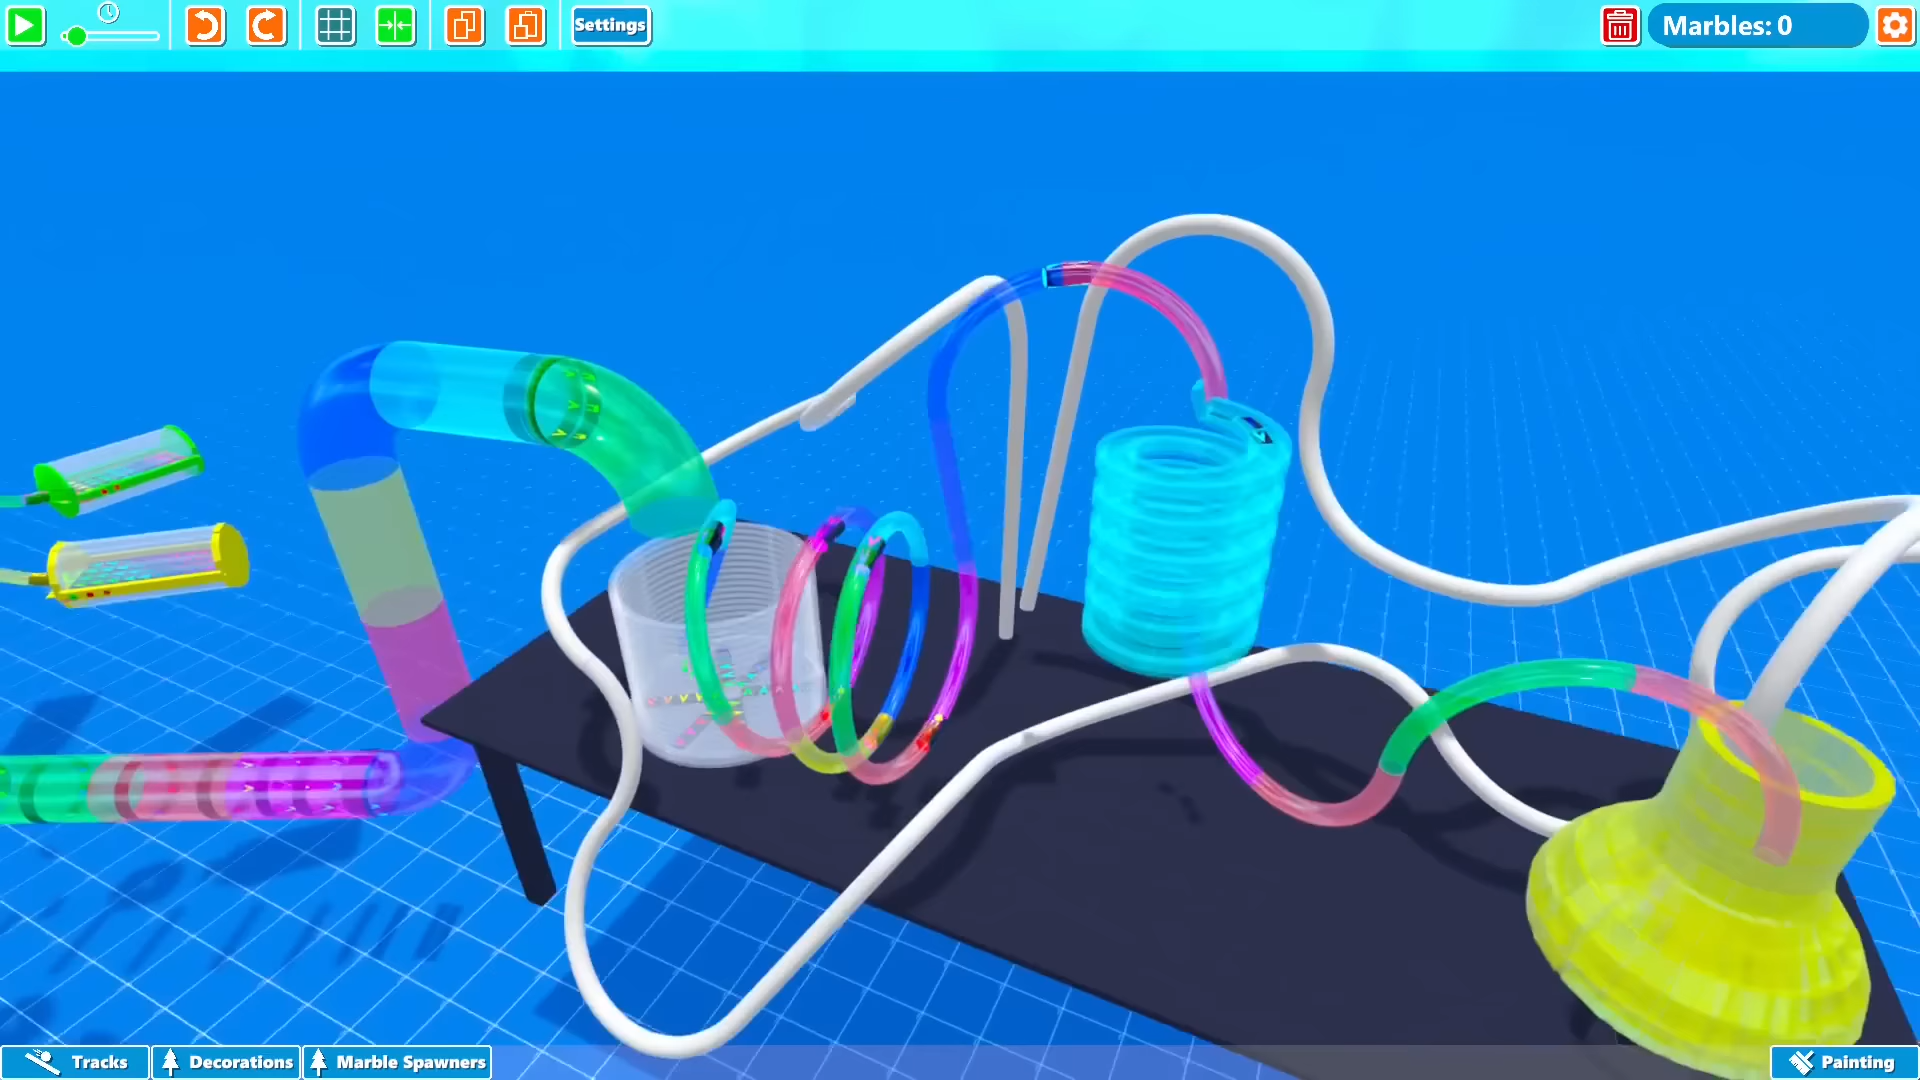 Settings
Marbles: 0
Tracks
Decorations
Marble Spawners
Painting